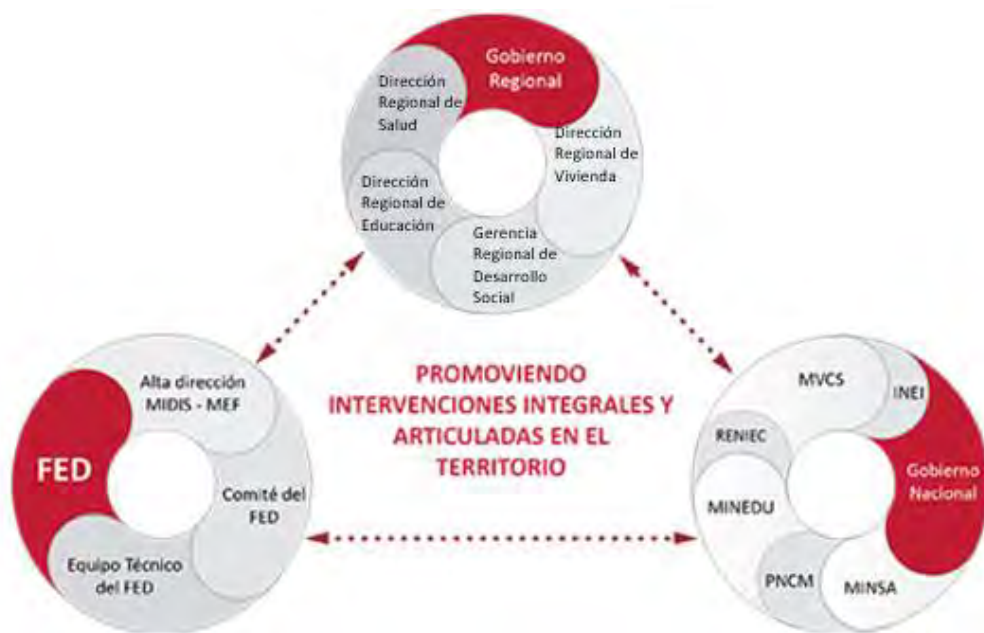 Gobierno
Regional
Dirección
Regional de
Salud
Dirección
Regional de
Vivienda
Dirección
Regional de
Educación
Gerencia
Regional de
Desarrollo
Social
PROMOVIENDO
INTERVENCIONES INTEGRALES Y
ARTICULADAS EN EL
TERRITORIO
FED
Alta dirección
MIDIS - MEF
Comité del
FED
Equipo Técnico
del FED
MVCS
INEI
RENIEC
Gobierno
Nacional
MINEDU
PNCM
MINSA